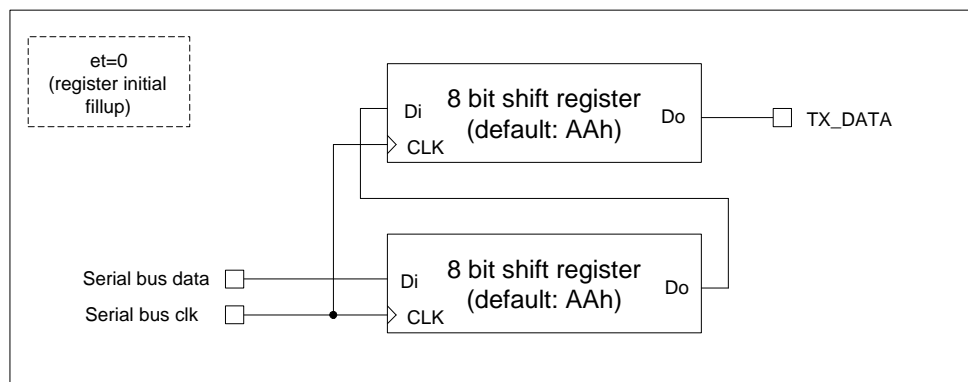 et=0
(register initial
fillup)
8 bit shift register
(default: AAh)
Di
Do
CLK
TX_DATA
8 bit shift register
(default: AAh)
Serial bus data
Di
Do
Serial bus clk
CLK